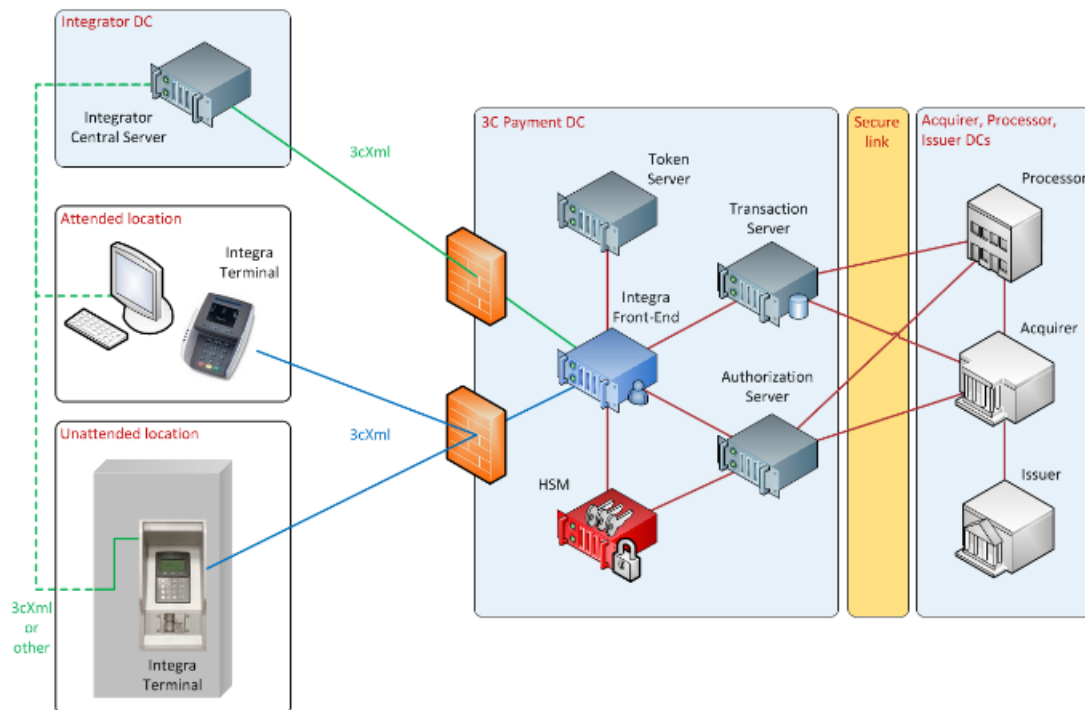 Integrator DC
Integrator
Central Server
3cXml
Attended location
Integra
Terminal
Unattended location
3cXml
3cXml
or
other
Integra
Terminal
3C Payment DC
Token
Server
Transaction
Server
Integra
Front-End
Authorization
Server
HSM
Secure
link
Acquirer, Processor,
Issuer DCs
Processor
Acquirer
Issuer